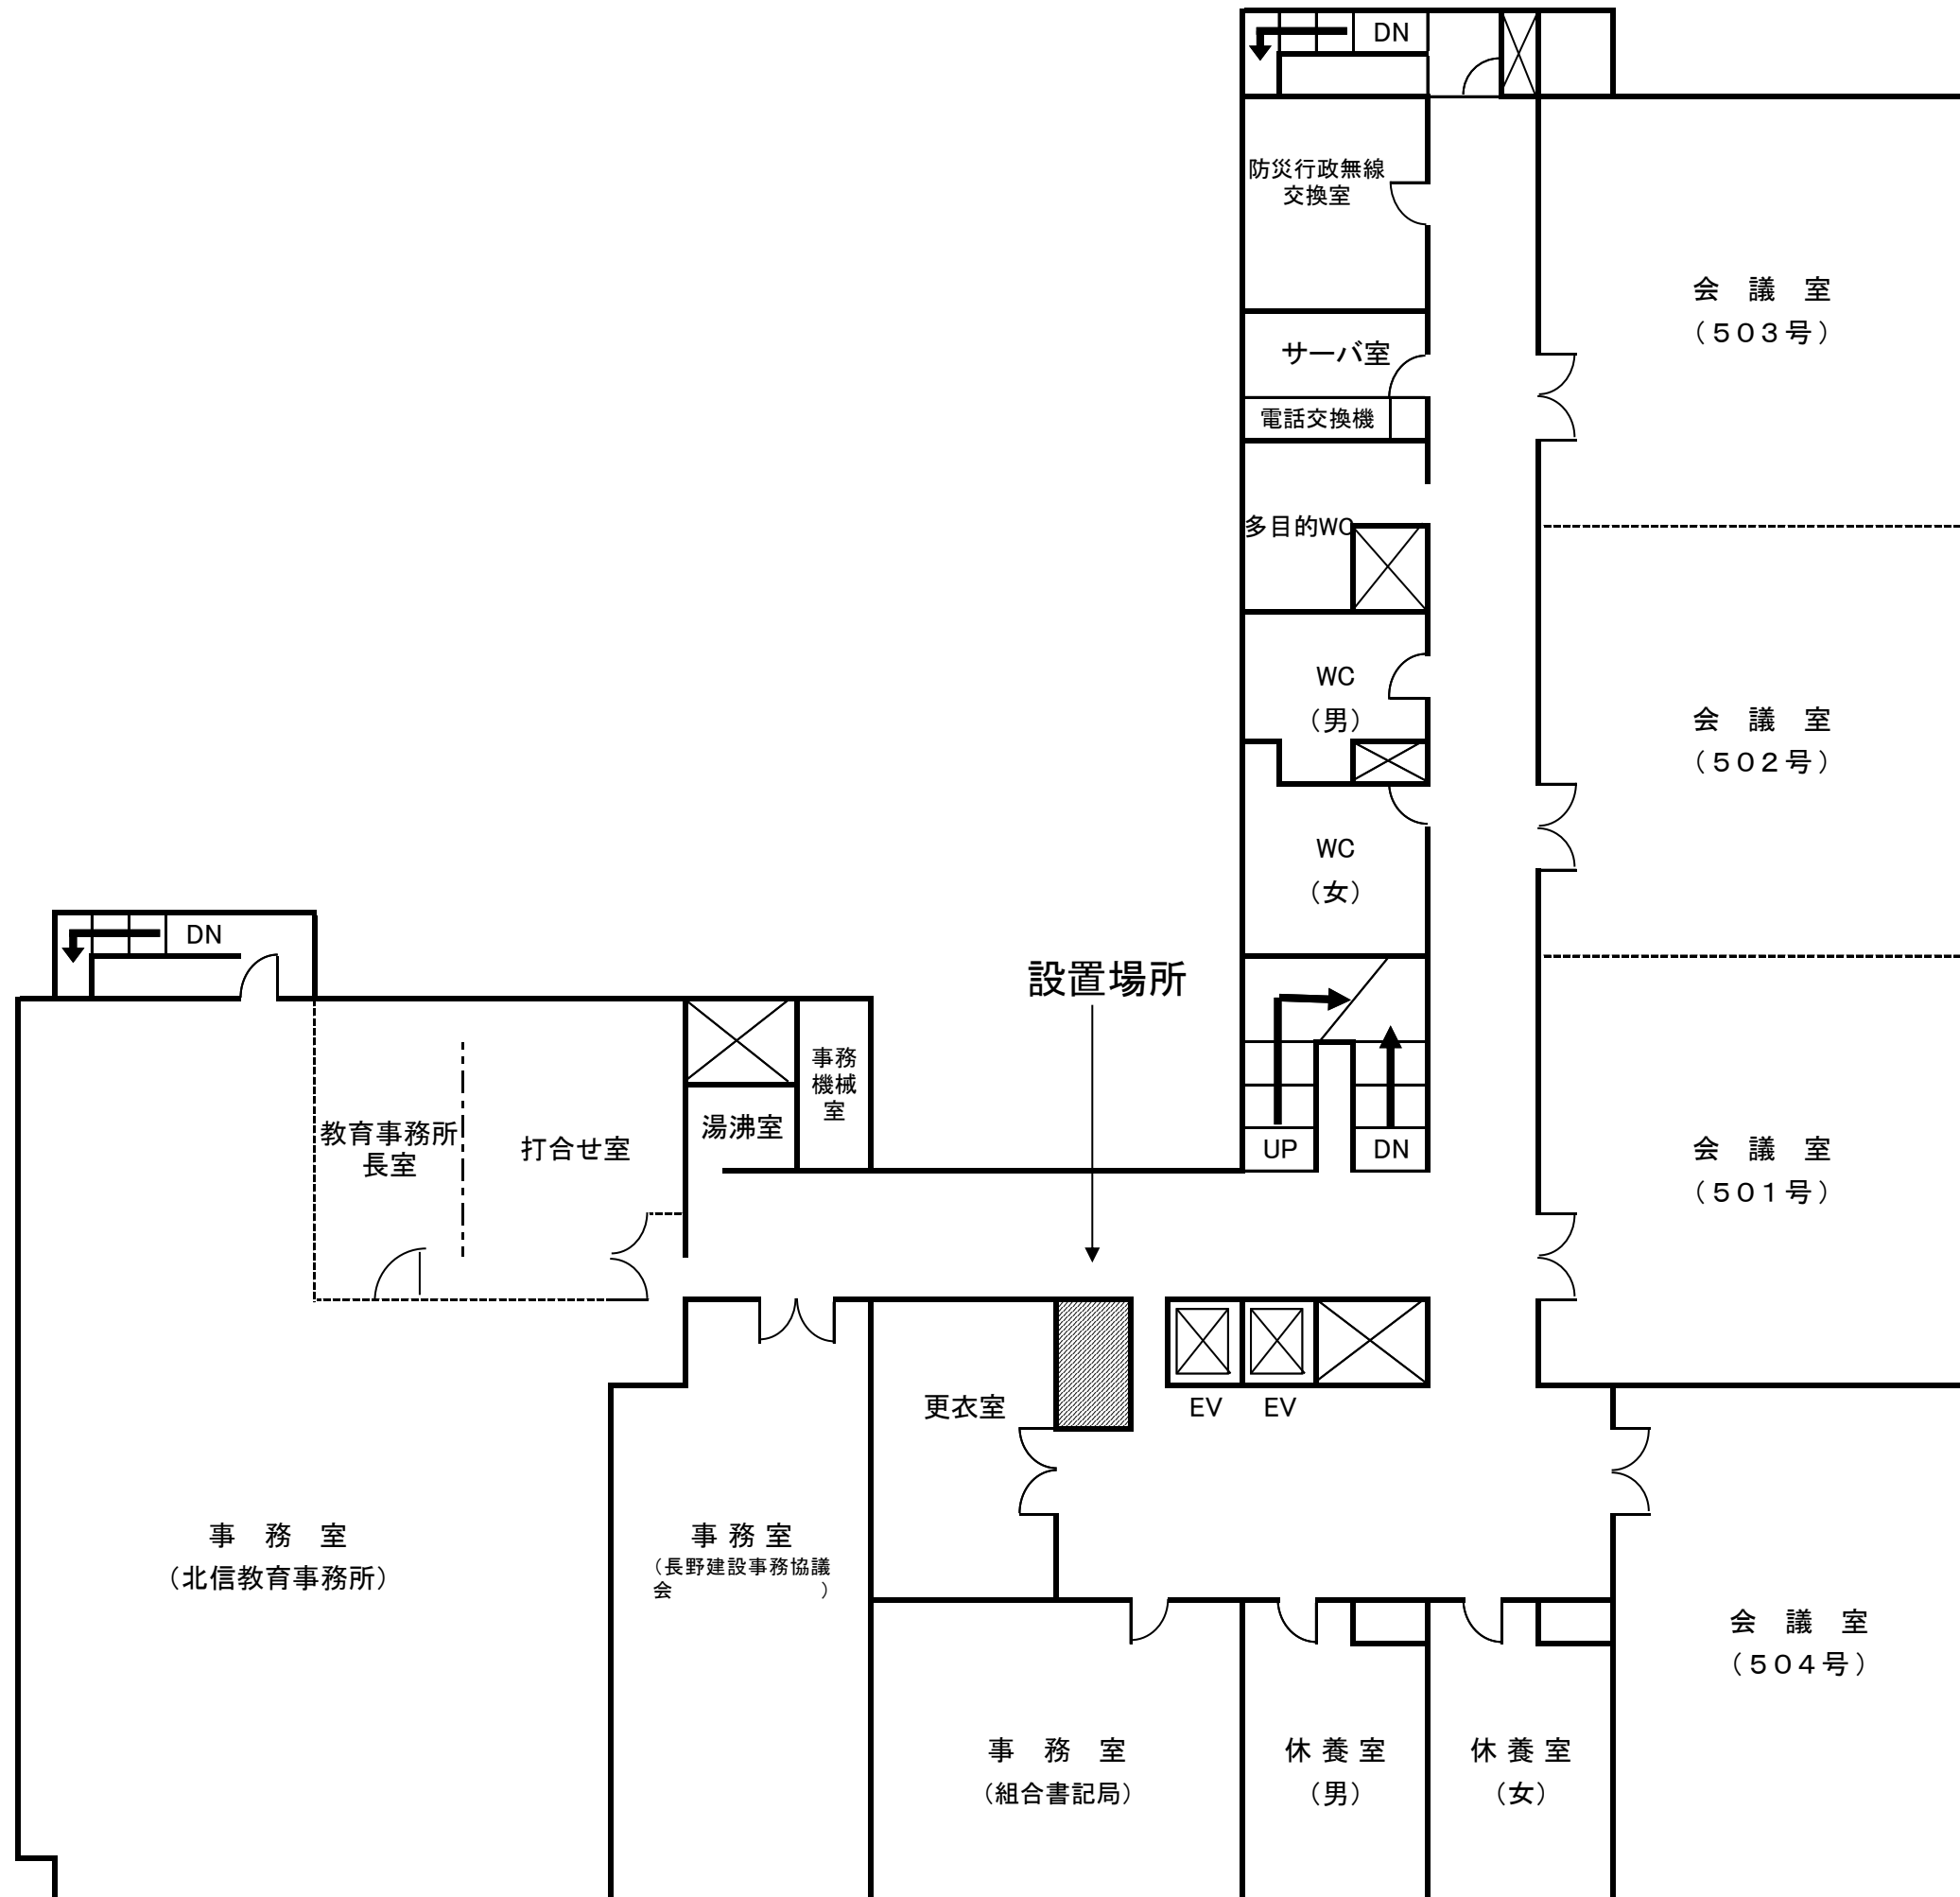 DN
防災行政無線
交換室
会　議　室
（５０３号）
サーバ室
電話交換機
多目的WC
WC
（男）
会　議　室
（５０２号）
WC
（女）
DN
設置場所
事務
機械
室
教育事務所
長室
打合せ室
湯沸室
UP
DN
会　議　室
（５０１号）
更衣室
EV
EV
事　務　室
（北信教育事務所）
事 務 室
（長野建設事務協議
会　　　　　　　　）
会　議　室
（５０４号）
事　務　室
（組合書記局）
休 養 室
（男）
休 養 室
（女）